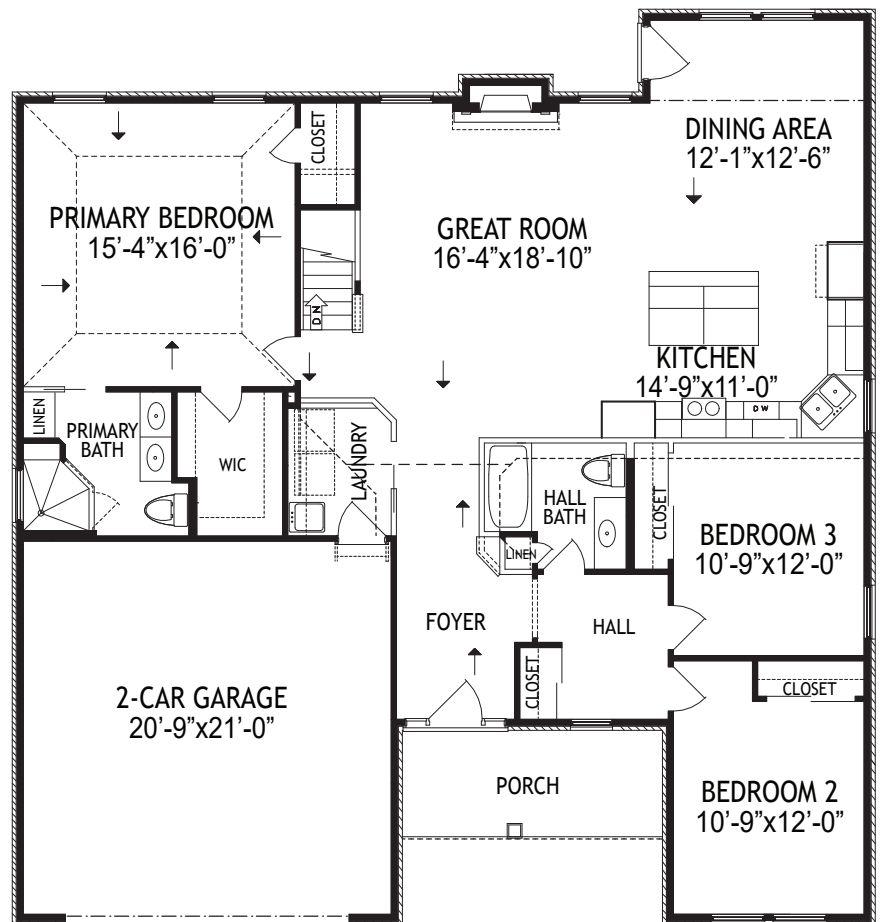 DINING AREA
12’-1”x12’-6”
CLOSET
PRIMARY BEDROOM
15’-4”x16’-0”
GREAT ROOM
16’-4”x18’-10”
DN
KITCHEN
14’-9”x11’-0”
DW
LINEN
PRIMARY
BATH
WIC
LAUNDRY
HALL
BATH
CLOSET
BEDROOM 3
10’-9”x12’-0”
LINEN
FOYER
HALL
CLOSET
CLOSET
2-CAR GARAGE
20’-9”x21’-0”
PORCH
BEDROOM 2
10’-9”x12’-0”